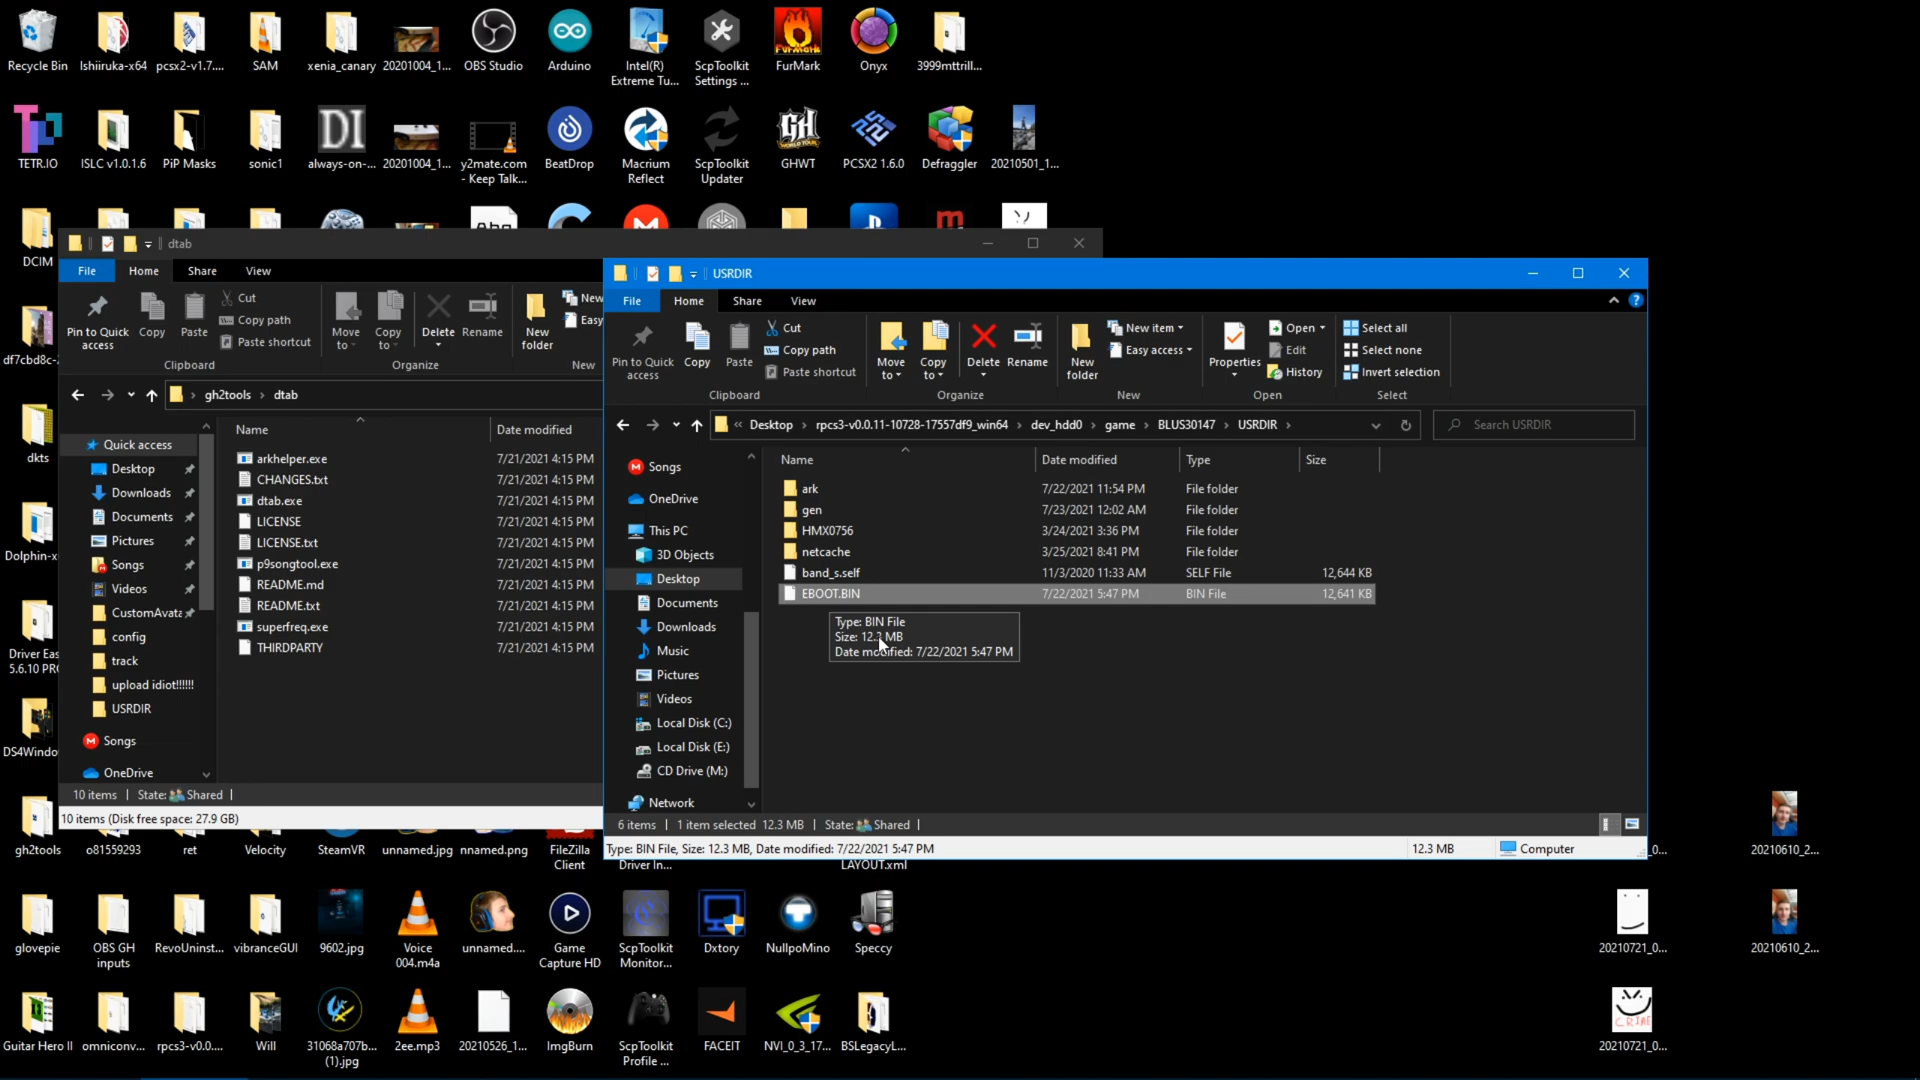 Recycle Bin
Ishiiruka-x64
pcsx2-v1.7....
SAM
xenia_canary
20201004_1...
OBS Studio
Arduino
Intel(R)
Extreme Tu...
ScpToolkit
Settings ...
FurMark
FurMark
Onyx
3999mttrill...
TETR.IO
ISLC v1.0.1.6
PiP Masks
sonic1
DI
always-on-...
20201004_1...
y2mate.com
- Keep Talk...
BeatDrop
Macrium
Reflect
ScpToolkit
Updater
GH
GHWT
PCSX2 1.6.0
Defraggler
20210501_1...
DCIM
df7cbd8c-
dkts
Dolphin-x
Driver Eas
5.6.10 PR
DS4Windo
dtab
File
Home
Share
View
Pin to Quick
access
Copy
Paste
Cut
Copy path
Paste shortcut
Clipboard
Move
to
Copy
to
Delete
Rename
Organize
New
folder
New
Easy
New
gh2tools
dtab
Quick access
Desktop
Downloads
Documents
Pictures
Songs
Videos
CustomAvata
config
track
upload idiot!!!!!!
USRDIR
Songs
OneDrive
Name
Date modified
arkhelper.exe 7/21/2021 4:15 PM
CHANGES.txt 7/21/2021 4:15 PM
dtab.exe 7/21/2021 4:15 PM
LICENSE 7/21/2021 4:15 PM
LICENSE.txt 7/21/2021 4:15 PM
p9songtool.exe 7/21/2021 4:15 PM
README.md 7/21/2021 4:15 PM
README.txt 7/21/2021 4:15 PM
superfreq.exe 7/21/2021 4:15 PM
THIRDPARTY 7/21/2021 4:15 PM
10 items
State: Shared
10 items (Disk free space: 27.9 GB)
USRDIR
File
Home
Share
View
Pin to Quick
access
Copy
Paste
Cut
Copy path
Paste shortcut
Clipboard
Move
to
Copy
to
Delete
Rename
Organize
New
folder
New item
Easy access
New
Properties
Open
Edit
History
Open
Select all
Select none
Invert selection
Select
« Desktop › rpcs3-v0.0.11-10728-17557df9_win64 › dev_hdd0 › game › BLUS30147 › USRDIR ›
Search USRDIR
Songs
OneDrive
This PC
3D Objects
Desktop
Documents
Downloads
Music
Pictures
Videos
Local Disk (C:)
Local Disk (E:)
CD Drive (M:)
Network
Name Date modified Type Size
ark 7/22/2021 11:54 PM File folder
gen 7/23/2021 12:02 AM File folder
HMX0756 3/24/2021 3:36 PM File folder
netcache 3/25/2021 8:41 PM File folder
band_s.self 11/3/2020 11:33 AM SELF File 12,644 KB
EBOOT.BIN 7/22/2021 5:47 PM BIN File 12,641 KB
Type: BIN File
Size: 12.3 MB
Date modified: 7/22/2021 5:47 PM
6 items
1 item selected 12.3 MB
State: Shared
Type: BIN File, Size: 12.3 MB, Date modified: 7/22/2021 5:47 PM
12.3 MB
Computer
gh2tools
o81559293
ret
Velocity
SteamVR
unnamed.jpg
nnamed.png
FileZilla
Client
Driver In...
LAYOUT.xml
_0...
20210610_2...
glovepie
OBS GH
inputs
RevoUninst...
vibranceGUI
9602.jpg
Voice
004.m4a
unnamed....
Game
Capture HD
ScpToolkit
Monitor...
Dxtory
NullpoMino
Speccy
20210721_0...
20210610_2...
Guitar Hero II
omniconv...
rpcs3-v0.0....
Will
31068a707b...
(1).jpg
2ee.mp3
20210526_1...
ImgBurn
ScpToolkit
Profile ...
FACEIT
NVI_0_3_17...
BSLegacyL...
CRIME
20210721_0...